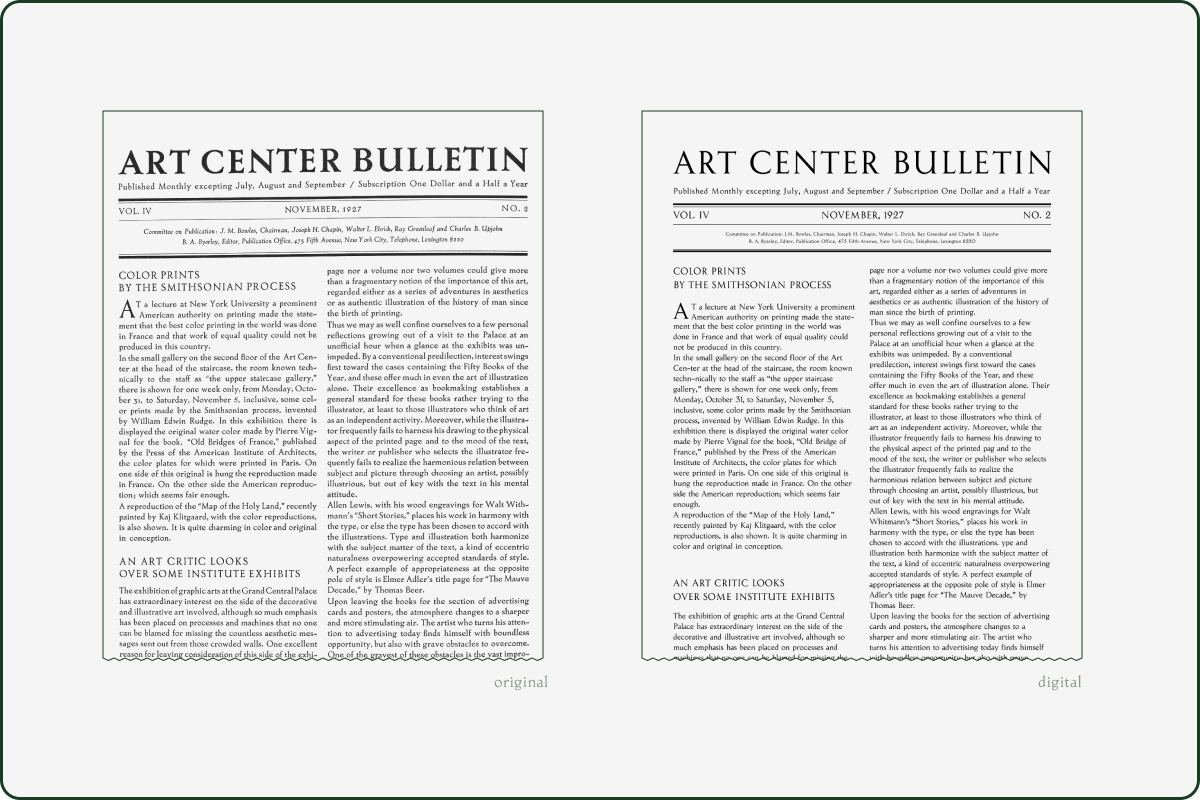 ART CENTER BULLETIN
Published Monthly excepting July, August and September / Subscription One Dollar and a Half a Year
VOL. IV NOVEMBER, 1927 NO. 2
Committee on Publication: J. M. Bowles, Chairman, Joseph H. Chapin, Walter L. Ehrich, Ray Greenleaf and Charles B. Upjohn
B. A. Byorley, Editor, Publication Office, 475 Fifth Avenue, New York City, Telephone, Lexington 8220
COLOR PRINTS
BY THE SMITHSONIAN PROCESS
AT a lecture at New York University a prominent
American authority on printing made the state-
ment that the best color printing in the world was done
in France and that work of equal quality could not be
produced in this country.
In the small gallery on the second floor of the Art Cen-
ter at the head of the staircase, the room known tech-
nically to the staff as "the upper staircase gallery,"
there is shown for one week only, from Monday, Octo-
ber 31, to Saturday, November 5, inclusive, some col-
or prints made by the Smithsonian process, invented
by William Edwin Rudge. In this exhibition there is
displayed the original water color made by Pierre Vig-
nal for the book, "Old Bridges of France," published
by the Press of the American Institute of Architects,
the color plates for which were printed in Paris. On
one side of this original is hung the reproduction made
in France. On the other side the American reproduc-
tion; which seems fair enough.
A reproduction of the "Map of the Holy Land," recently
painted by Kaj Klitgaard, with the color reproductions,
is also shown. It is quite charming in color and original
in conception.
AN ART CRITIC LOOKS
OVER SOME INSTITUTE EXHIBITS
The exhibition of graphic arts at the Grand Central Palace
has extraordinary interest on the side of the decorative
and illustrative art involved, although so much emphasis
has been placed on processes and machines that no one
can be blamed for missing the countless aesthetic mes-
sages sent out from those crowded walls. One excellent
reason for leaving consideration of this side of the exhi-
page nor a volume nor two volumes could give more
than a fragmentary notion of the importance of this art,
regarded either as a series of adventures in aesthetics
or as authentic illustration of the history of man since
the birth of printing.
Thus we may as well confine ourselves to a few personal
reflections growing out of a visit to the Palace at an
unofficial hour when a glance at the exhibits was un-
impeded. By a conventional predilection, interest swings
first toward the cases containing the Fifty Books of the
Year, and these offer much in even the art of illustration
alone. Their excellence as bookmaking establishes a
general standard for these books rather trying to the
illustrator, at least to those illustrators who think of art
as an independent activity. Moreover, while the illustra-
tor frequently fails to harness his drawing to the physical
aspect of the printed page and to the mood of the text,
the writer or publisher who selects the illustrator fre-
quently fails to realize the harmonious relation between
subject and picture through choosing an artist, possibly
illustrious, but out of key with the text in his mental
attitude.
Allen Lewis, with his wood engravings for Walt With-
mann's "Short Stories," places his work in harmony with
the type, or else the type has been chosen to accord with
the illustrations. Type and illustration both harmonize
with the subject matter of the text, a kind of eccentric
naturalness overpowering accepted standards of style.
A perfect example of appropriateness at the opposite
pole of style is Elmer Adler's title page for "The Mauve
Decade," by Thomas Beer.
Upon leaving the books for the section of advertising
cards and posters, the atmosphere changes to a sharper
and more stimulating air. The artist who turns his atten-
tion to advertising today finds himself with boundless
opportunity, but also with grave obstacles to overcome.
One of the gravest of these obstacles is the vast impro-
original
ART CENTER BULLETIN
Published Monthly excepting July, August and September / Subscription One Dollar and a Half a Year
VOL. IV NOVEMBER, 1927 NO. 2
Committee on Publication: J.M. Bowles, Chairman, Joseph H. Chapin, Walter L. Ehrich, Ray Greenleaf and Charles B. Upjohn
B. A. Byorley, Editor, Publication Office, 475 Fifth Avenue, New York City, Telephone, Lexington 8220
COLOR PRINTS
BY THE SMITHSONIAN PROCESS
AT a lecture at New York University a prominent
American authority on printing made the state-
ment that the best color printing in the world was
done in France and that work of equal quality could
not be produced in this country.
In the small gallery on the second floor of the Art
Cen-ter at the head of the staircase, the room known
techn-nically to the staff as "the upper staircase
gallery," there is shown for one week only, from
Monday, October 31, to Saturday, November 5,
inclusive, some color prints made by the Smithsonian
process, invented by William Edwin Rudge. In this
exhibition there is displayed the original water color
made by Pierre Vignal for the book, "Old Bridge of
France," published by the Press of the American
Institute of Architects, the color plates for which
were printed in Paris. On one side of this original is
hung the reproduction made in France. On the other
side the American reproduction; which seems fair
enough.
A reproduction of the "Map of the Holy Land,"
recently painted by Kaj Klitgaard, with the color
reproductions, is also shown. It is quite charming in
color and original in conception.
AN ART CRITIC LOOKS
OVER SOME INSTITUTE EXHIBITS
The exhibition of graphic arts at the Grand Central
Palace has extraordinary interest on the side of the
decorative and illustrative art involved, although so
much emphasis has been placed on processes and
machines that no one can be blamed for missing the
page nor a volume nor two volumes could give more
than a fragmentary notion of the importance of this
art, regarded either as a series of adventures in
aesthetics or as authentic illustration of the history of
man since the birth of printing.
Thus we may as well confine ourselves to a few
personal reflections growing out of a visit to the
Palace at an unofficial hour when a glance at the
exhibits was unimpeded. By a conventional
predilection, interest swings first toward the cases
containing the Fifty Books of the Year, and these
offer much in even the art of illustration alone. Their
excellence as bookmaking establishes a general
standard for these books rather trying to the
illustrator, at least to those illustrators who think of
art as an independent activity. Moreover, while the
illustrator frequently fails to harness his drawing to
the physical aspect of the printed pag and to the
mood of the text, the writer or publisher who selects
the illustrator frequently fails to realize the
harmonious relation between subject and picture
through choosing an artist, possibly illustrious, but
out of key with the text in his mental attitude.
Allen Lewis, with his wood engravings for Walt
Whitmann's "Short Stories," places his work in
harmony with the type, or else the type has been
chosen to accord with the illustrations. ype and
illustration both harmonize with the subject matter of
the text, a kind of eccentric naturalness overpowering
accepted standards of style. A perfect example of
appropriateness at the opposite pole of style is Elmer
Adler's title page for "The Mauve Decade," by
Thomas Beer.
Upon leaving the books for the section of advertising
cards and posters, the atmosphere changes to a
sharper and more stimulating air. The artist who
turns his attention to advertising today finds himself
with boundless opportunity, but also with grave
digital